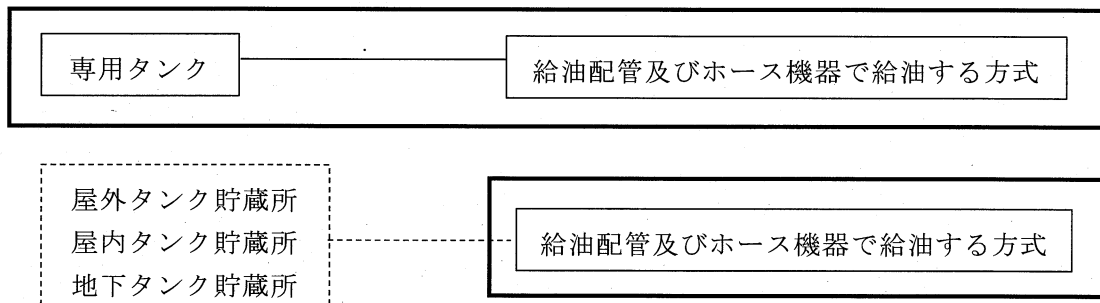 専用タンク
給油配管及びホース機器で給油する方式
屋外タンク貯蔵所
屋内タンク貯蔵所
地下タンク貯蔵所
給油配管及びホース機器で給油する方式